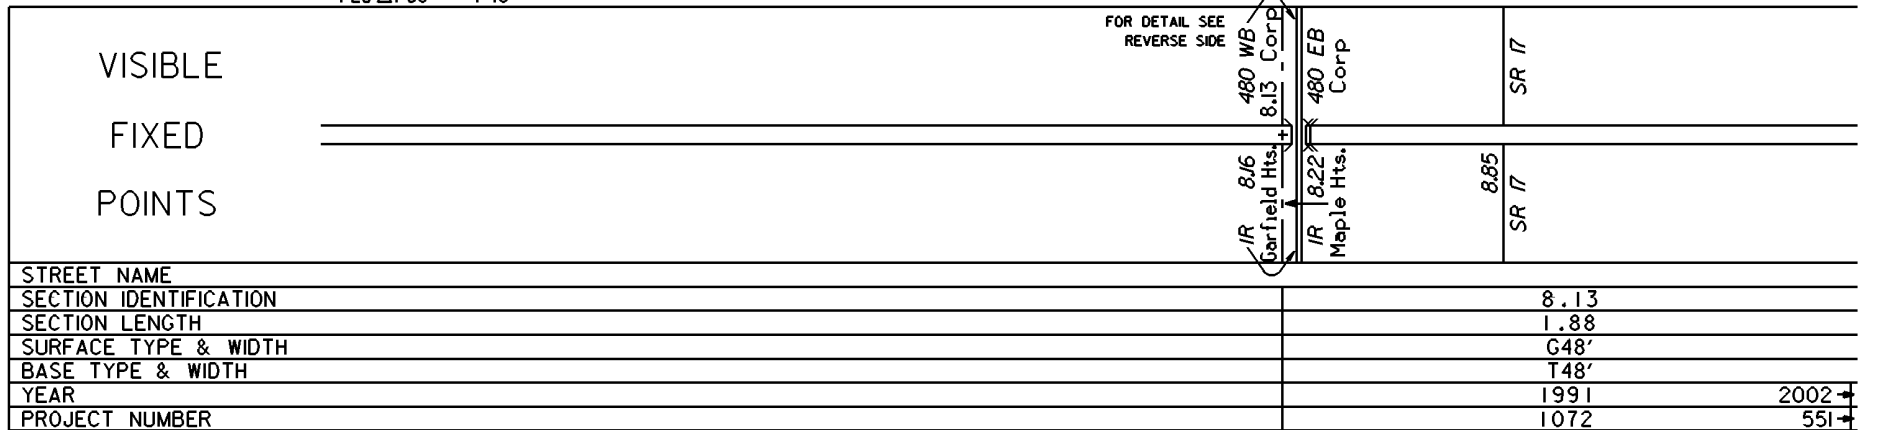 FOR DETAIL SEE
REVERSE SIDE
VISIBLE
FIXED
POINTS
IR 8.16 480 WB
Garfield Hts. 8.13 Corp
IR 8.22 480 EB
Maple Hts. Corp
8.85
SR 17
SR 17
STREET NAME
SECTION IDENTIFICATION 8.13
SECTION LENGTH 1.88
SURFACE TYPE & WIDTH G48'
BASE TYPE & WIDTH T48'
YEAR 1991 2002
PROJECT NUMBER 1072 551